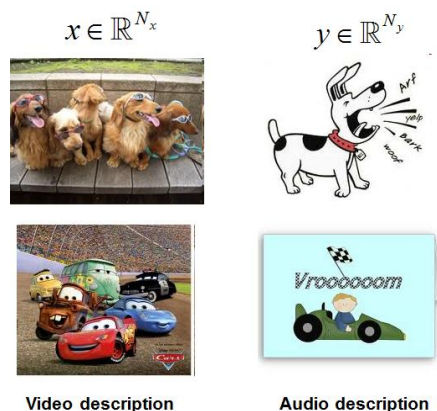 x ∈ ℝ^{N_x}
y ∈ ℝ^{N_y}
Arf
yelp
Bark
woof
Cars
Vroooooom
Video description
Audio description